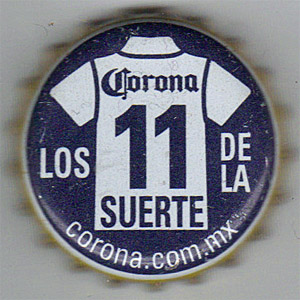 Corona
LOS 11 DE LA
SUERTE
corona.com.mx